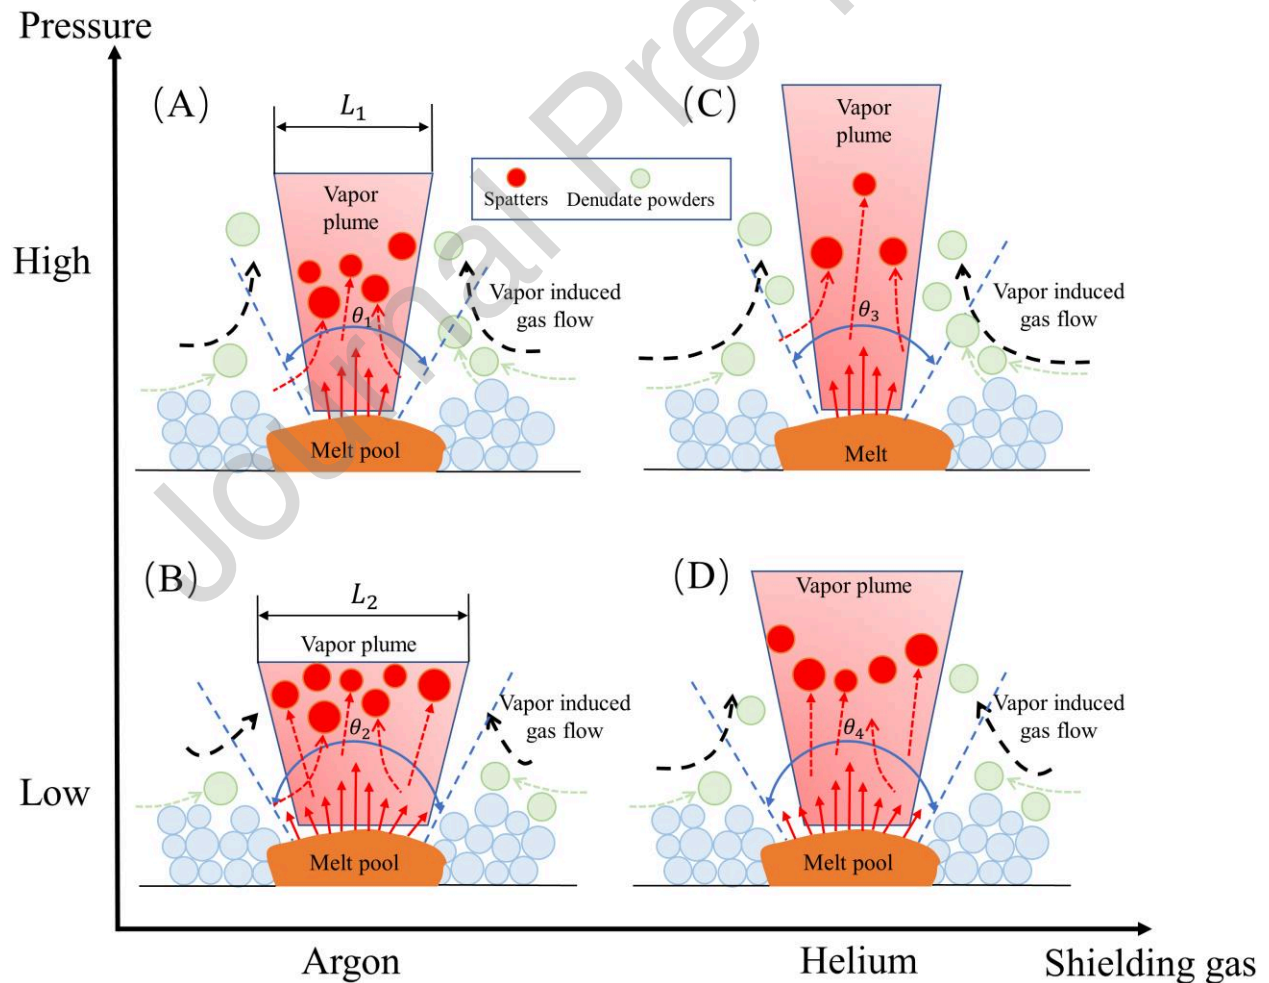 Pressure
(A)
L₁
(C)
Vapor
plume
Vapor
plume
Spatters Denudate powders
High
Vapor induced
gas flow
Vapor induced
gas flow
θ₁
θ₃
Melt pool
Melt
Journal Pre-
(B)
L₂
(D)
Vapor plume
Vapor plume
Vapor induced
gas flow
Vapor induced
gas flow
θ₂
θ₄
Low
Melt pool
Melt pool
Argon
Helium
Shielding gas